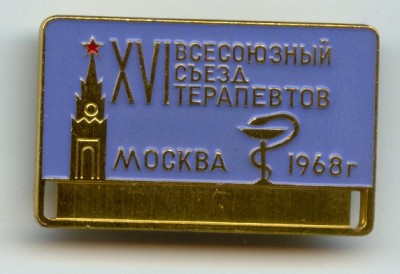 XVI ВСЕСОЮЗНЫЙ
СЪЕЗД
ТЕРАПЕВТОВ
МОСКВА 1968г